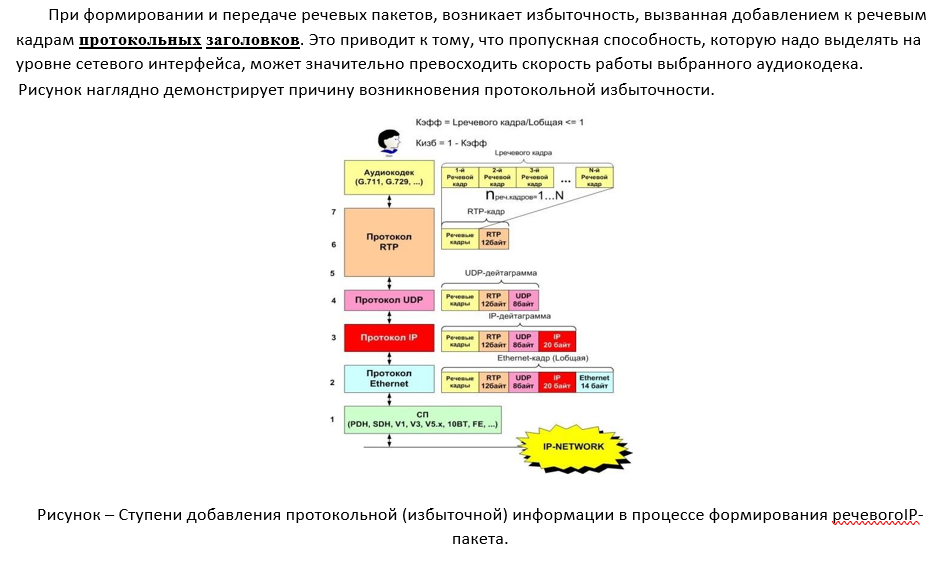 При формировании и передаче речевых пакетов, возникает избыточность, вызванная добавлением к речевым
кадрам протокольных заголовков. Это приводит к тому, что пропускная способность, которую надо выделять на
уровне сетевого интерфейса, может значительно превосходить скорость работы выбранного аудиокодека.
Рисунок наглядно демонстрирует причину возникновения протокольной избыточности.
Кэфф = Lречевого кадра/Lобщая <= 1
Кизб = 1 - Кэфф
Lречевого кадра
Аудиокодек
(G.711, G.729, ...)
1-й Речевой кадр
2-й Речевой кадр
3-й Речевой кадр
...
N-й Речевой кадр
nреч.кадров=1...N
RTP-кадр
7
6
5
Протокол
RTP
Речевые кадры
RTP 12байт
UDP-дейтаграмма
4
Протокол UDP
Речевые кадры
RTP 12байт
UDP 8байт
IP-дейтаграмма
3
Протокол IP
Речевые кадры
RTP 12байт
UDP 8байт
IP 20 байт
Ethernet-кадр (Lобщая)
2
Протокол
Ethernet
Речевые кадры
RTP 12байт
UDP 8байт
IP 20 байт
Ethernet 14 байт
1
СП
(PDH, SDH, V1, V3, V5.x, 10BT, FE, ...)
IP-NETWORK
Рисунок – Ступени добавления протокольной (избыточной) информации в процессе формирования речевогоIP-
пакета.